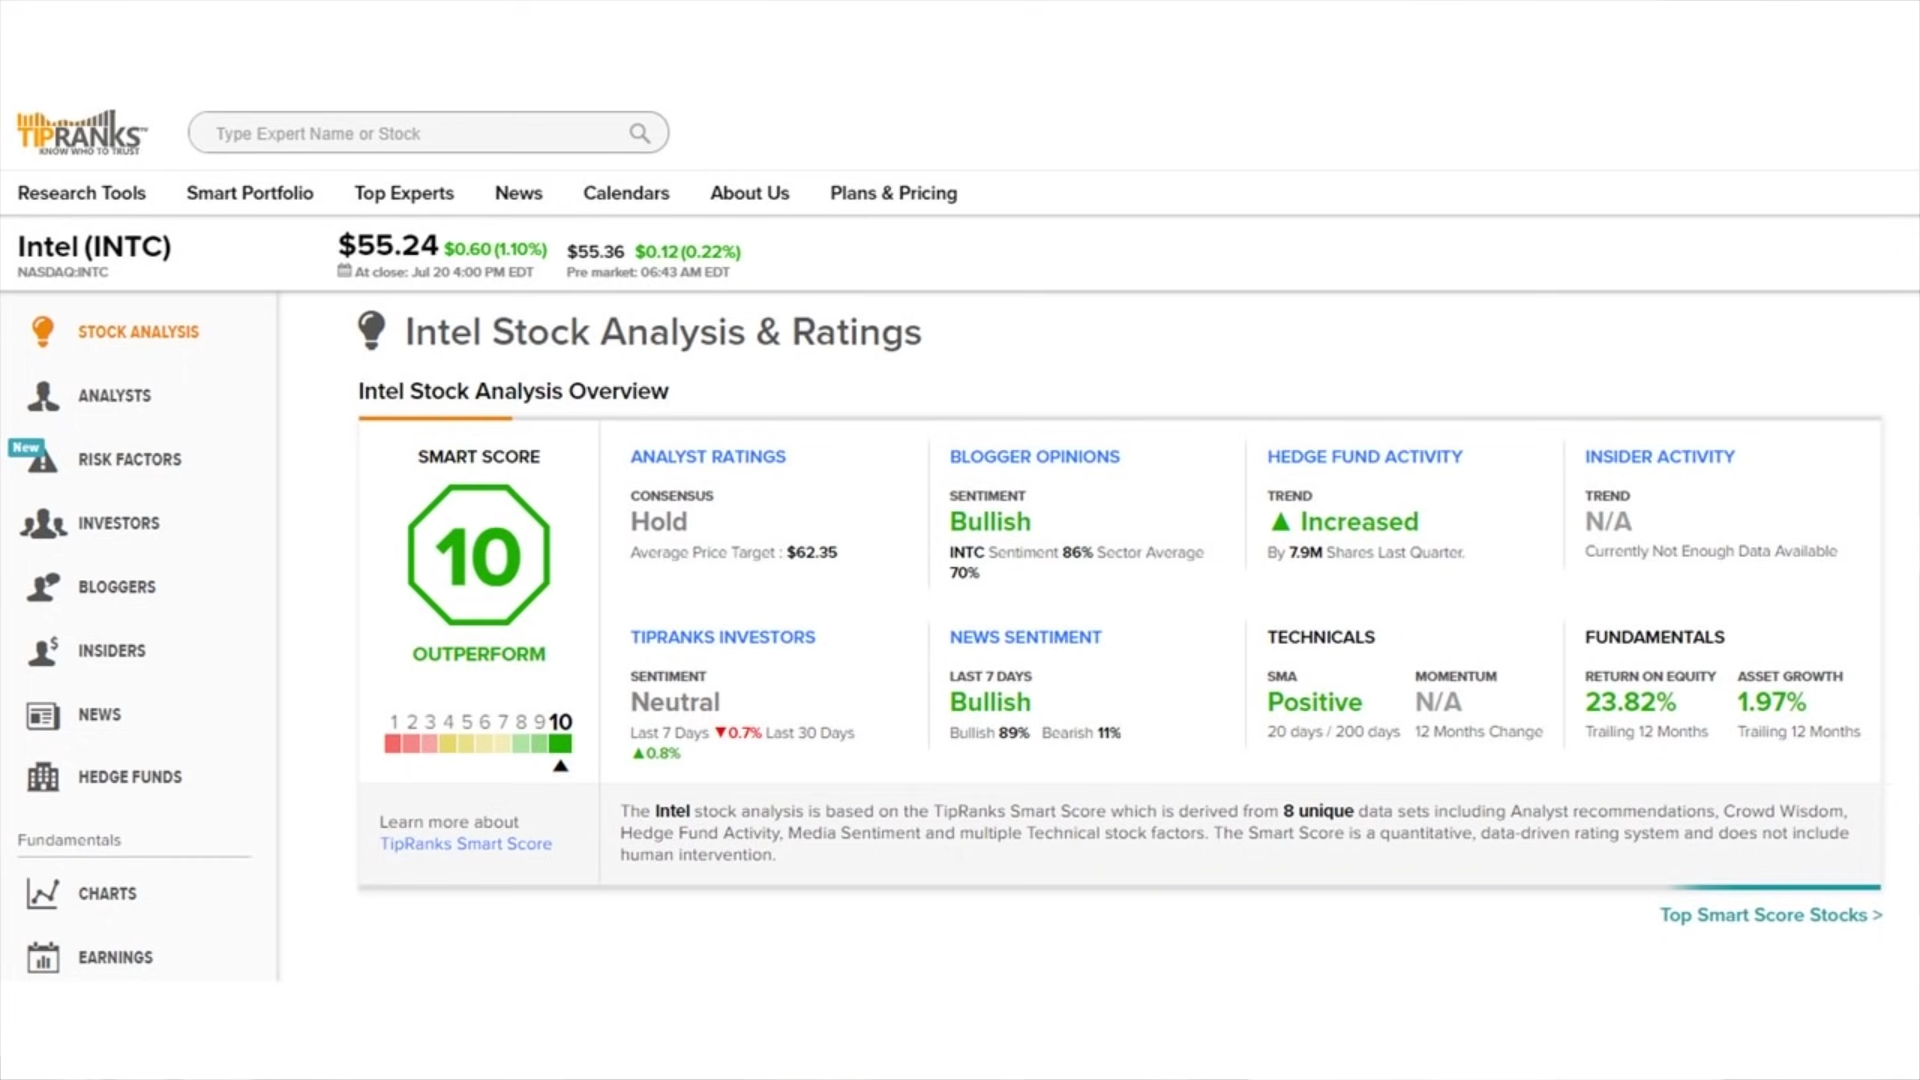 TIPRANKS™
KNOW WHO TO TRUST
Type Expert Name or Stock
Research Tools Smart Portfolio Top Experts News Calendars About Us Plans & Pricing
Intel (INTC)
NASDAQ:INTC
$55.24 $0.60 (1.10%) $55.36 $0.12 (0.22%)
At close: Jul 20 4:00 PM EDT Pre market: 06:43 AM EDT
STOCK ANALYSIS
ANALYSTS
New
RISK FACTORS
INVESTORS
BLOGGERS
INSIDERS
NEWS
HEDGE FUNDS
Fundamentals
CHARTS
EARNINGS
Intel Stock Analysis & Ratings
Intel Stock Analysis Overview
SMART SCORE
10
OUTPERFORM
1 2 3 4 5 6 7 8 9 10
ANALYST RATINGS
CONSENSUS
Hold
Average Price Target : $62.35
BLOGGER OPINIONS
SENTIMENT
Bullish
INTC Sentiment 86% Sector Average
70%
HEDGE FUND ACTIVITY
TREND
▲ Increased
By 7.9M Shares Last Quarter.
INSIDER ACTIVITY
TREND
N/A
Currently Not Enough Data Available
TIPRANKS INVESTORS
SENTIMENT
Neutral
Last 7 Days ▼0.7% Last 30 Days
▲0.8%
NEWS SENTIMENT
LAST 7 DAYS
Bullish
Bullish 89% Bearish 11%
TECHNICALS
SMA MOMENTUM
Positive N/A
20 days / 200 days 12 Months Change
FUNDAMENTALS
RETURN ON EQUITY ASSET GROWTH
23.82% 1.97%
Trailing 12 Months Trailing 12 Months
Learn more about
TipRanks Smart Score
The Intel stock analysis is based on the TipRanks Smart Score which is derived from 8 unique data sets including Analyst recommendations, Crowd Wisdom,
Hedge Fund Activity, Media Sentiment and multiple Technical stock factors. The Smart Score is a quantitative, data-driven rating system and does not include
human intervention.
Top Smart Score Stocks >